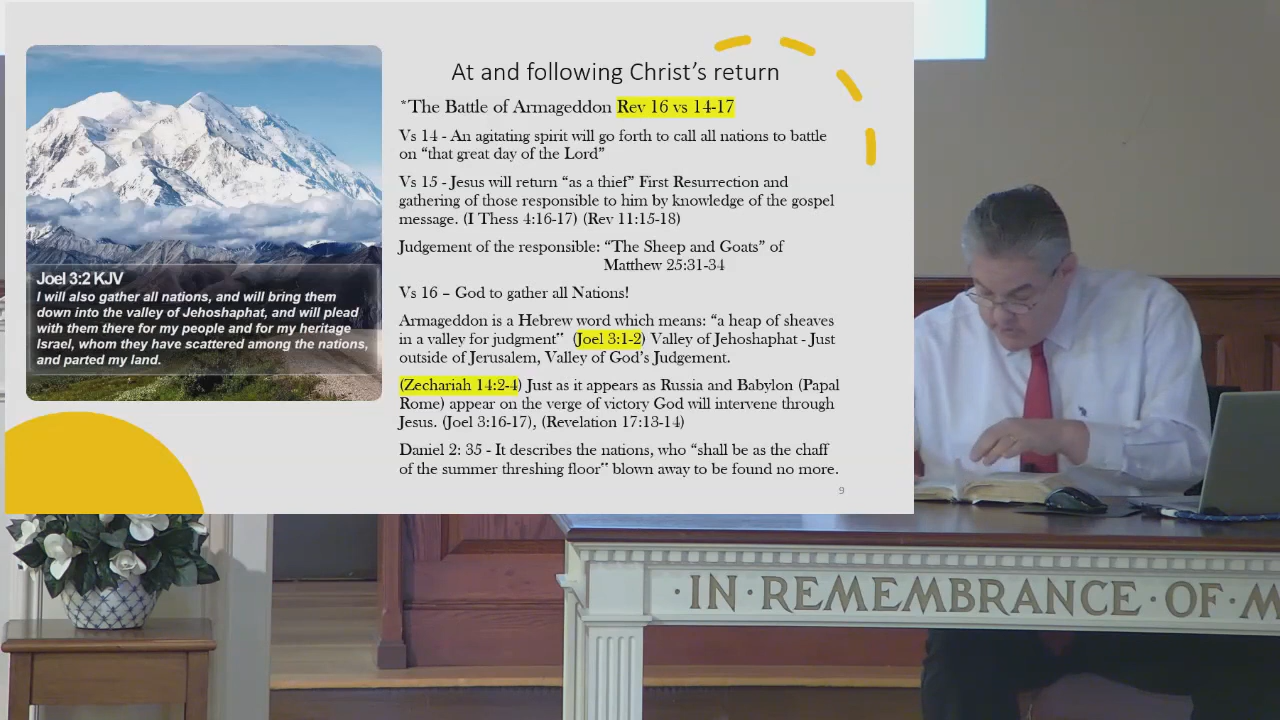 At and following Christ's return
*The Battle of Armageddon Rev 16 vs 14-17
Vs 14 - An agitating spirit will go forth to call all nations to battle
on “that great day of the Lord”
Vs 15 - Jesus will return “as a thief” First Resurrection and
gathering of those responsible to him by knowledge of the gospel
message. (I Thess 4:16-17) (Rev 11:15-18)
Judgement of the responsible: “The Sheep and Goats” of
Matthew 25:31-34
Vs 16 – God to gather all Nations!
Armageddon is a Hebrew word which means: “a heap of sheaves
in a valley for judgment” (Joel 3:1-2) Valley of Jehoshaphat - Just
outside of Jerusalem, Valley of God's Judgement.
(Zechariah 14:2-4) Just as it appears as Russia and Babylon (Papal
Rome) appear on the verge of victory God will intervene through
Jesus. (Joel 3:16-17), (Revelation 17:13-14)
Daniel 2: 35 - It describes the nations, who “shall be as the chaff
of the summer threshing floor” blown away to be found no more.
9
Joel 3:2 KJV
I will also gather all nations, and will bring them
down into the valley of Jehoshaphat, and will plead
with them there for my people and for my heritage
Israel, whom they have scattered among the nations,
and parted my land.
·IN·REMEMBRANCE·OF·M